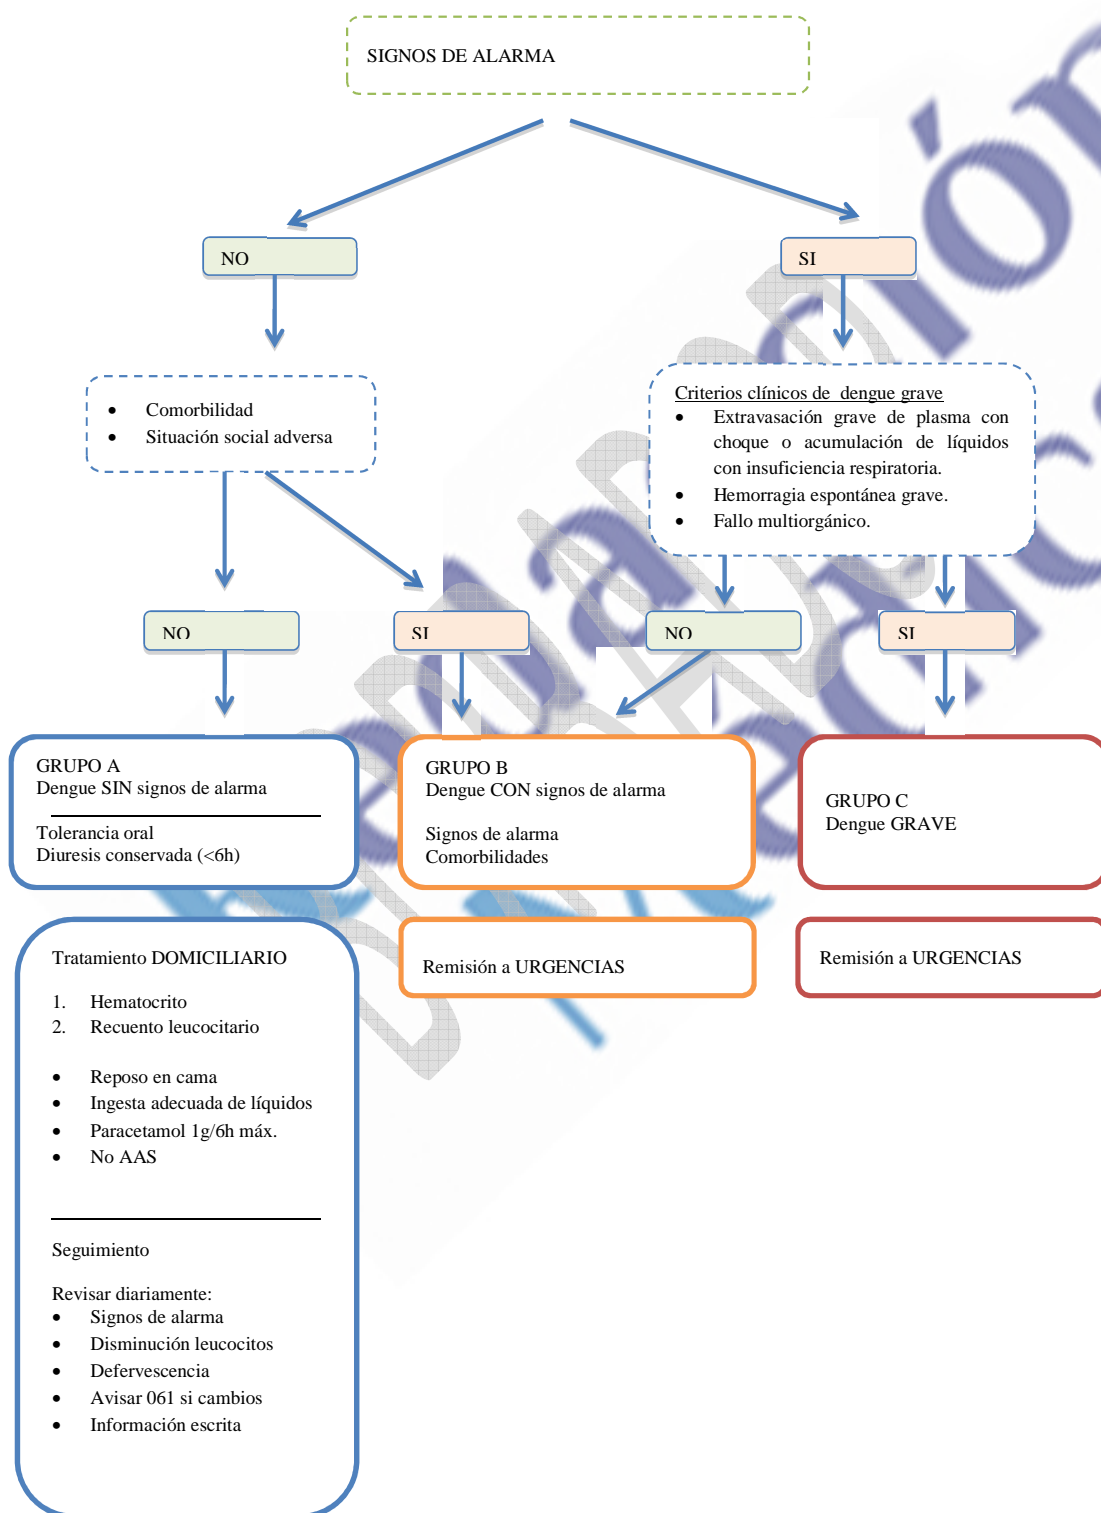 SIGNOS DE ALARMA
NO
SI
• Comorbilidad
• Situación social adversa
Criterios clínicos de dengue grave
• Extravasación grave de plasma con
choque o acumulación de líquidos
con insuficiencia respiratoria.
• Hemorragia espontánea grave.
• Fallo multiorgánico.
NO
SI
NO
SI
GRUPO A
Dengue SIN signos de alarma
Tolerancia oral
Diuresis conservada (<6h)
GRUPO B
Dengue CON signos de alarma
Signos de alarma
Comorbilidades
GRUPO C
Dengue GRAVE
Tratamiento DOMICILIARIO
1. Hematocrito
2. Recuento leucocitario
• Reposo en cama
• Ingesta adecuada de líquidos
• Paracetamol 1g/6h máx.
• No AAS
Seguimiento
Revisar diariamente:
• Signos de alarma
• Disminución leucocitos
• Defervescencia
• Avisar 061 si cambios
• Información escrita
Remisión a URGENCIAS
Remisión a URGENCIAS